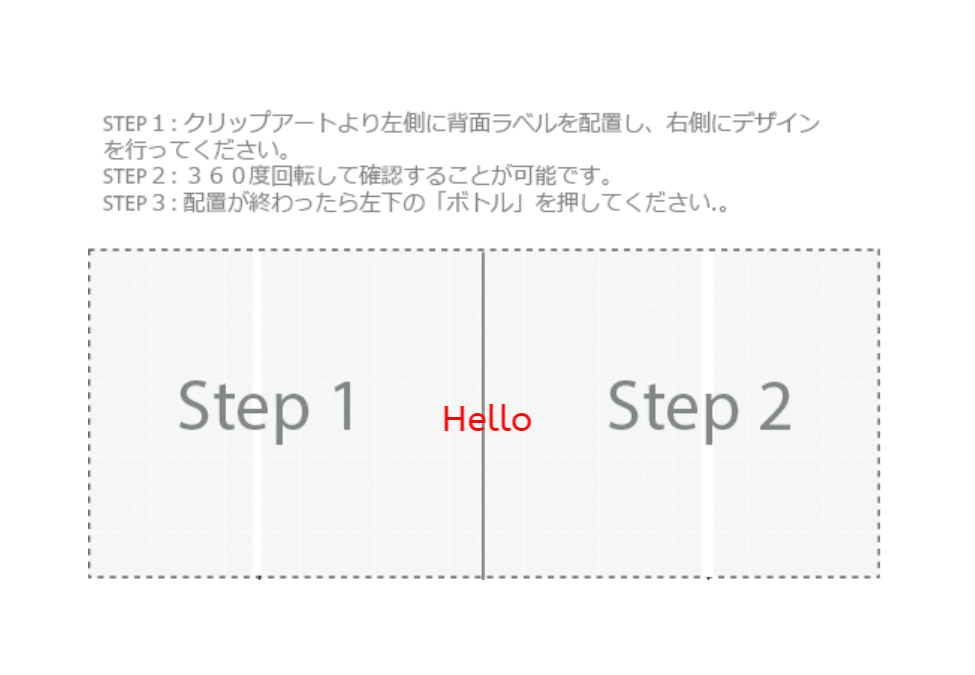 STEP 1 : クリップアートより左側に背面ラベルを配置し、右側にデザイン
を行ってください。
STEP 2 : ３６０度回転して確認することが可能です。
STEP 3 : 配置が終わったら左下の「ボトル」を押してください.。
Step 1
Hello
Step 2